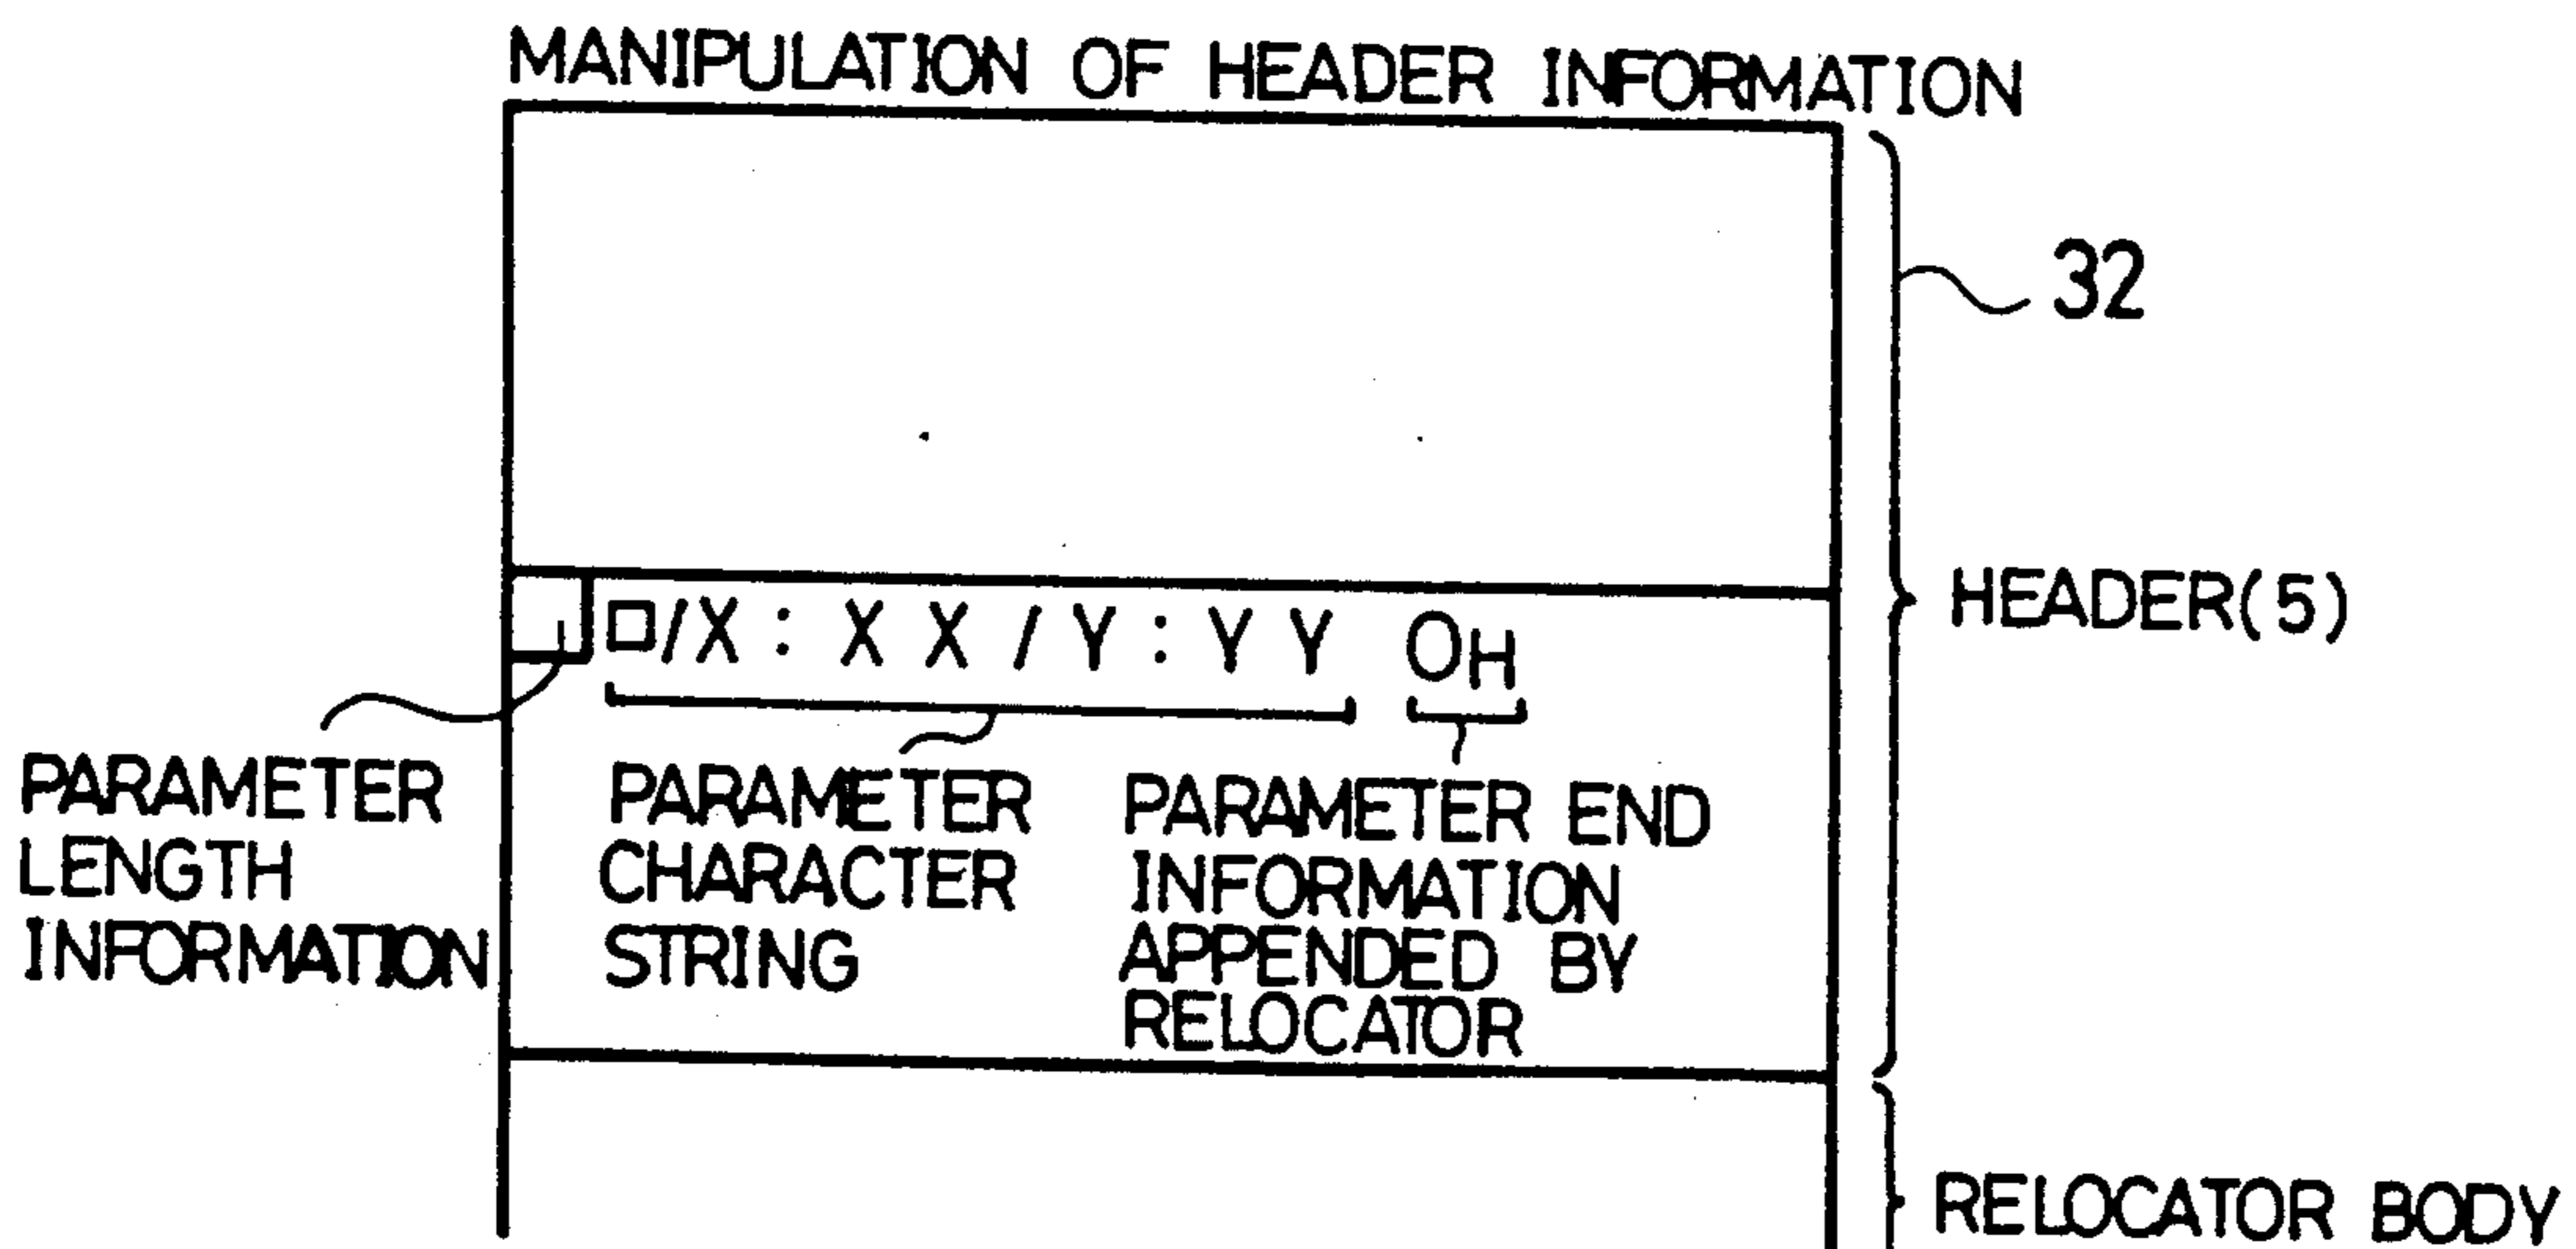 MANIPULATION OF HEADER INFORMATION
32
HEADER(5)
□/X : X X / Y : Y Y 0H
PARAMETER
LENGTH
INFORMATION
PARAMETER
CHARACTER
STRING
PARAMETER END
INFORMATION
APPENDED BY
RELOCATOR
RELOCATOR BODY